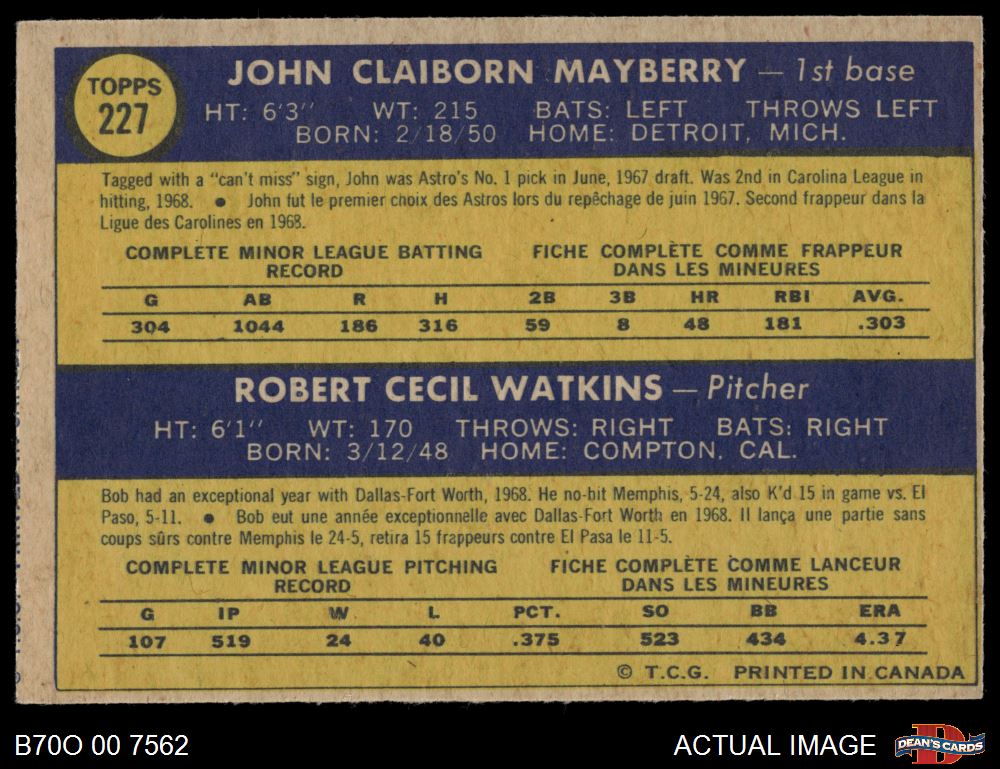 TOPPS
227
JOHN CLAIBORN MAYBERRY — 1st base
HT: 6'3" WT: 215 BATS: LEFT THROWS LEFT
BORN: 2/18/50 HOME: DETROIT, MICH.
Tagged with a "can't miss" sign, John was Astro's No. 1 pick in June, 1967 draft. Was 2nd in Carolina League in
hitting, 1968. ● John fut le premier choix des Astros lors du repêchage de juin 1967. Second frappeur dans la
Ligue des Carolines en 1968.
COMPLETE MINOR LEAGUE BATTING RECORD
FICHE COMPLÈTE COMME FRAPPEUR DANS LES MINEURES
G AB R H 2B 3B HR RBI AVG.
304 1044 186 316 59 8 48 181 .303
ROBERT CECIL WATKINS — Pitcher
HT: 6'1" WT: 170 THROWS: RIGHT BATS: RIGHT
BORN: 3/12/48 HOME: COMPTON, CAL.
Bob had an exceptional year with Dallas-Fort Worth, 1968. He no-bit Memphis, 5-24, also K'd 15 in game vs. El
Paso, 5-11. ● Bob eut une année exceptionnelle avec Dallas-Fort Worth en 1968. Il lança une partie sans
coups sûrs contre Memphis le 24-5, retira 15 frappeurs contre El Pasa le 11-5.
COMPLETE MINOR LEAGUE PITCHING RECORD
FICHE COMPLÈTE COMME LANCEUR DANS LES MINEURES
G IP W L PCT. SO BB ERA
107 519 24 40 .375 523 434 4.37
© T.C.G. PRINTED IN CANADA
B70O 00 7562
ACTUAL IMAGE
DEAN'S CARDS